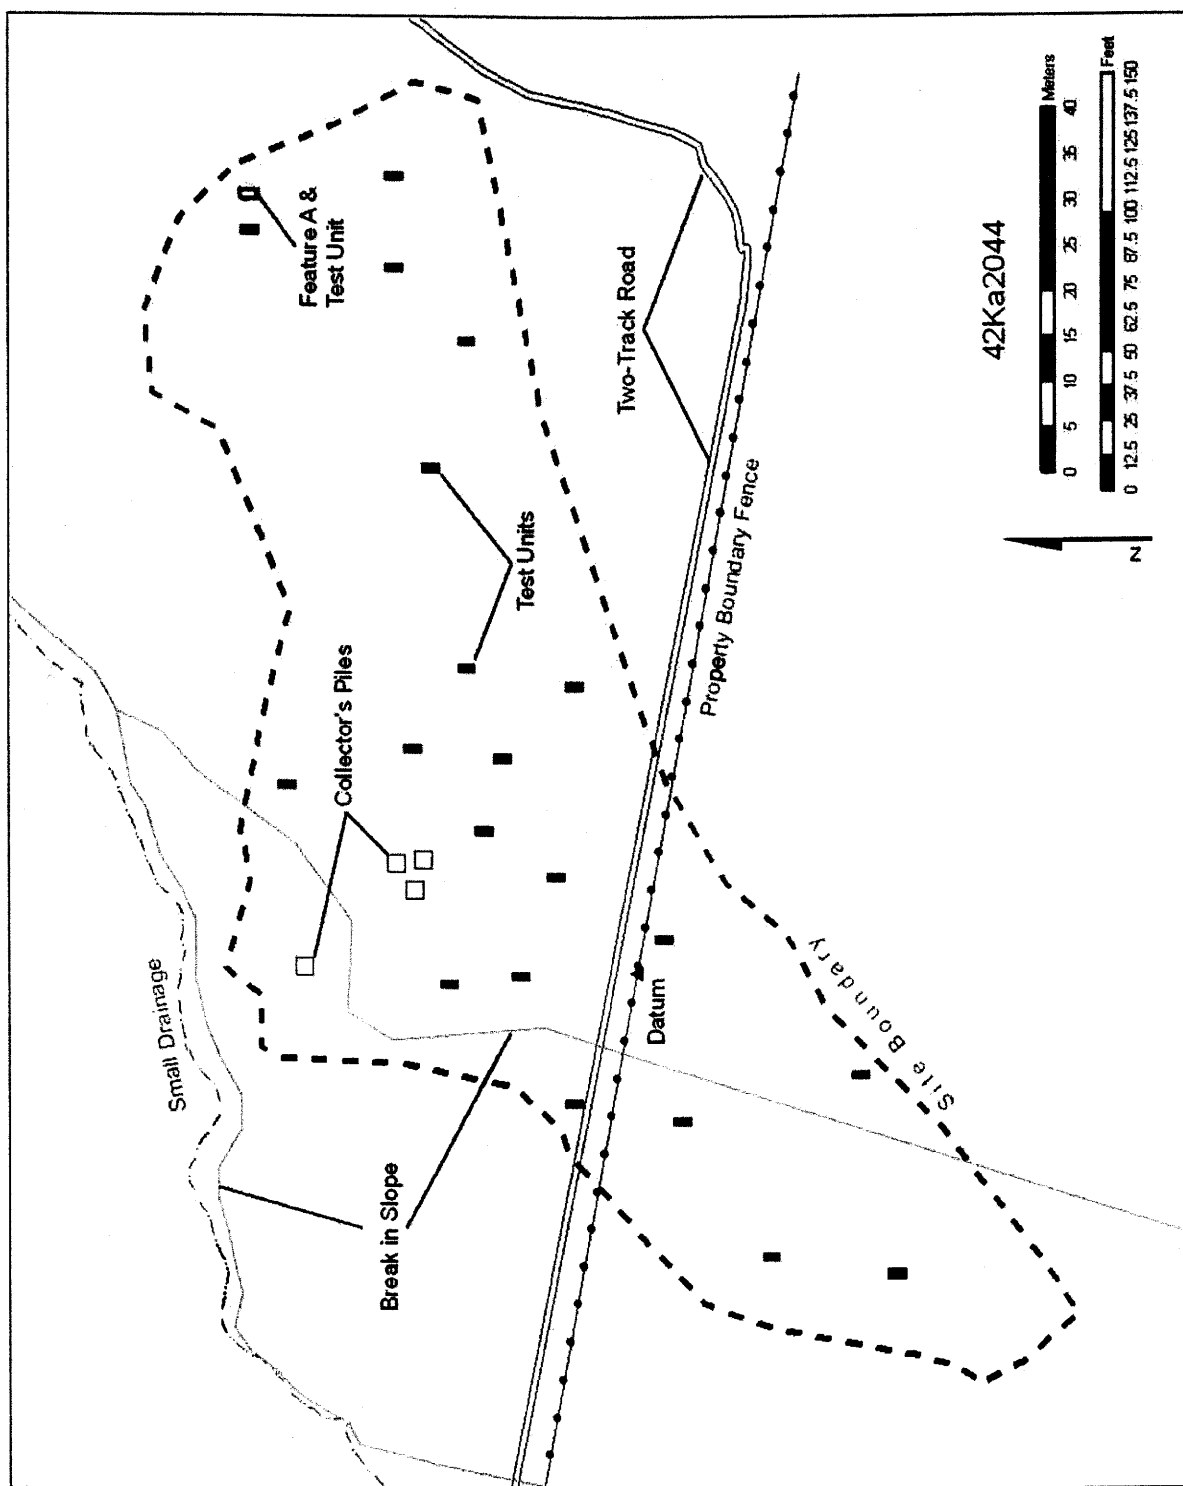 Small Drainage
Break in Slope
Collector's Piles
Datum
Test Units
Feature A &
Test Unit
Two-Track Road
Property Boundary Fence
Site Boundary
42Ka2044
Meters
0 5 10 15 20 25 30 35 40
Feet
0 12.5 25 37.5 50 62.5 75 87.5 100 112.5 125 137.5 150
N